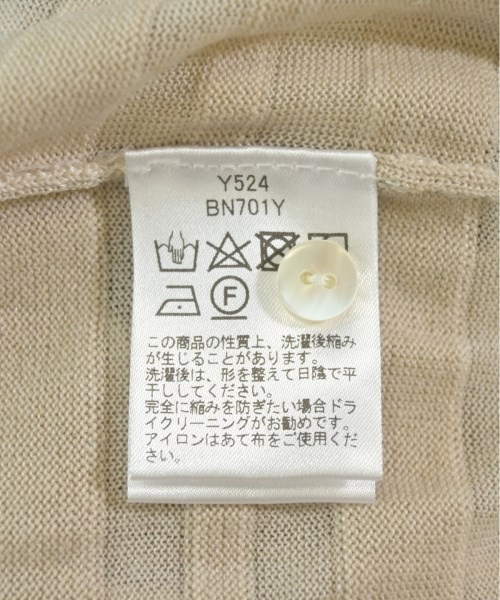 Y524
BN701Y
F
この商品の性質上、洗濯後縮み
が生じることがあります。
洗濯後は、形を整えて日陰で平
干ししてください。
完全に縮みを防ぎたい場合ドラ
イクリーニングがお勧めです。
アイロンはあて布をご使用くだ
さい。